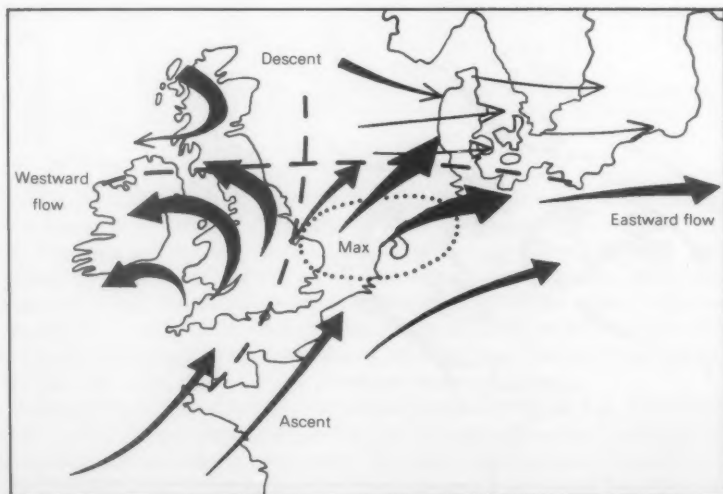 Descent
Westward
flow
Max
Eastward flow
Ascent